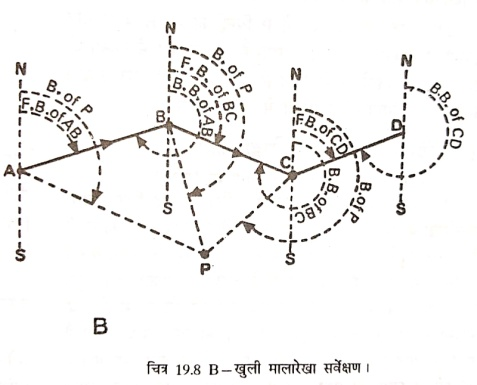 N
N
N
N
B. of P
F.B. of AB
B. of P
F. B. of BC
B. B. of AB
F.B. of CD
B.B. of BC
B. of P
B.B. of CD
A
B
C
D
P
S
S
S
S
B
चित्र 19.8 B–खुली मालारेखा सर्वेक्षण ।